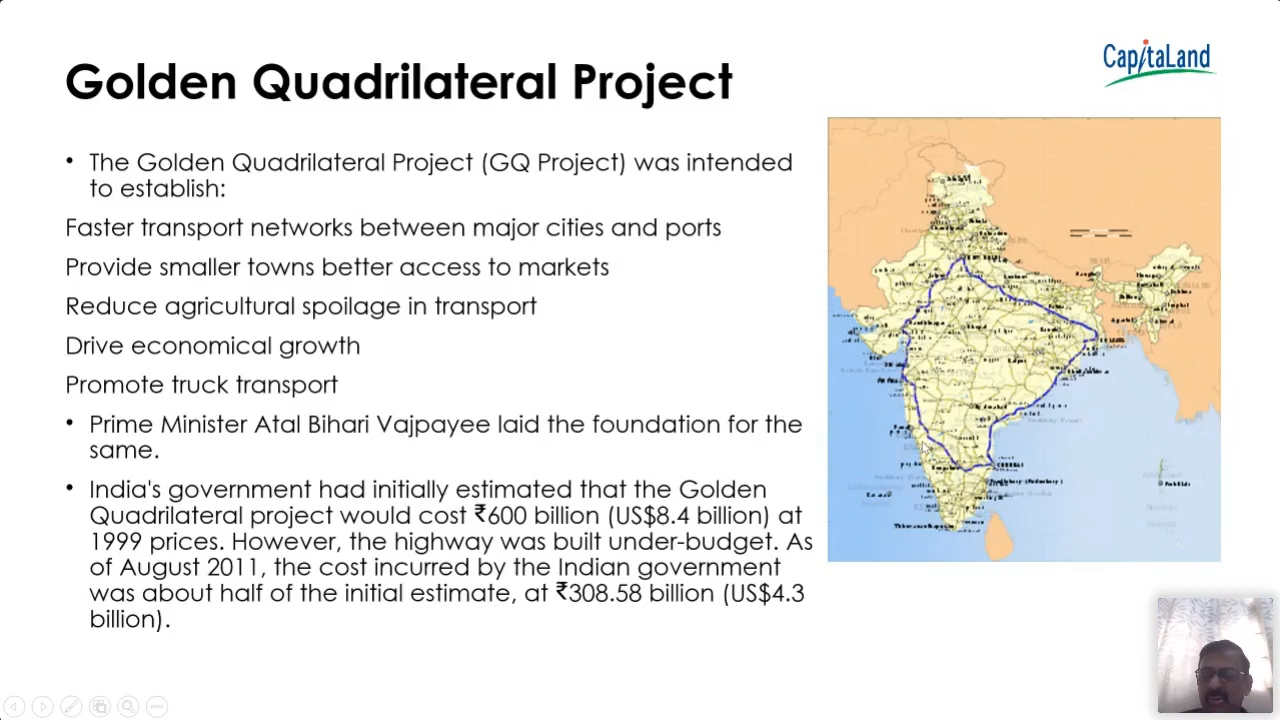 CapitaLand
Golden Quadrilateral Project
• The Golden Quadrilateral Project (GQ Project) was intended
to establish:
Faster transport networks between major cities and ports
Provide smaller towns better access to markets
Reduce agricultural spoilage in transport
Drive economical growth
Promote truck transport
• Prime Minister Atal Bihari Vajpayee laid the foundation for the
same.
• India's government had initially estimated that the Golden
Quadrilateral project would cost ₹600 billion (US$8.4 billion) at
1999 prices. However, the highway was built under-budget. As
of August 2011, the cost incurred by the Indian government
was about half of the initial estimate, at ₹308.58 billion (US$4.3
billion).
CHENNAI